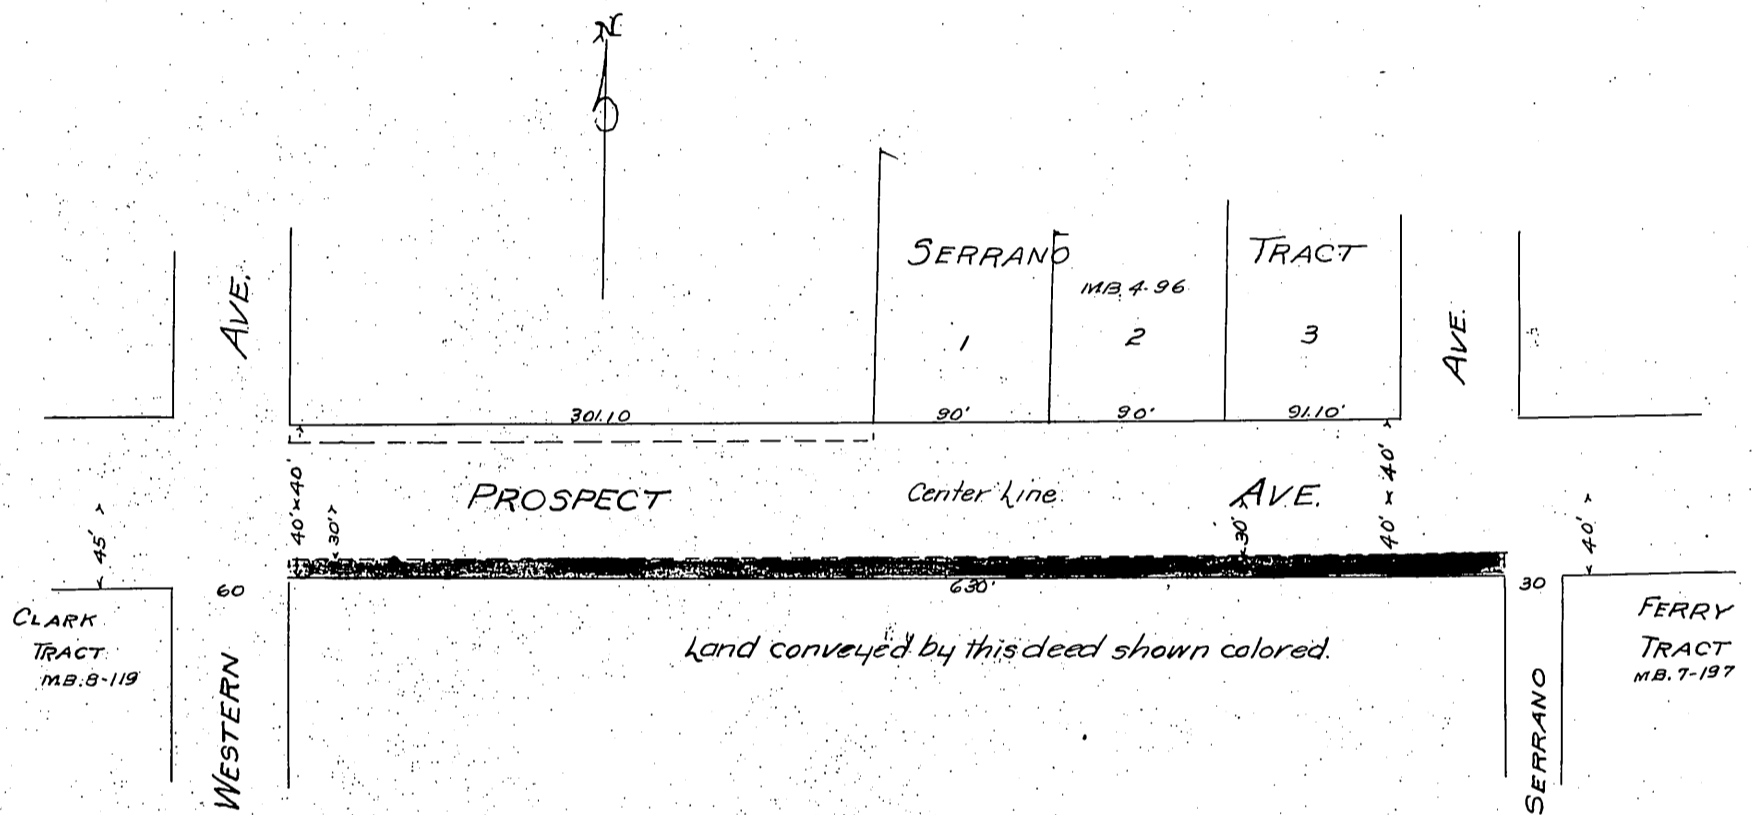 N
SERRANO TRACT
M.B. 4-96
1 2 3
AVE.
AVE.
301.10 90' 90' 91.10'
40' × 40'
30'
PROSPECT Center Line. AVE.
30'
40' × 40'
45'
40'
60 630' 30
CLARK
TRACT
M.B. 8-119
WESTERN
Land conveyed by this deed shown colored.
SERRANO
FERRY
TRACT
M.B. 7-197